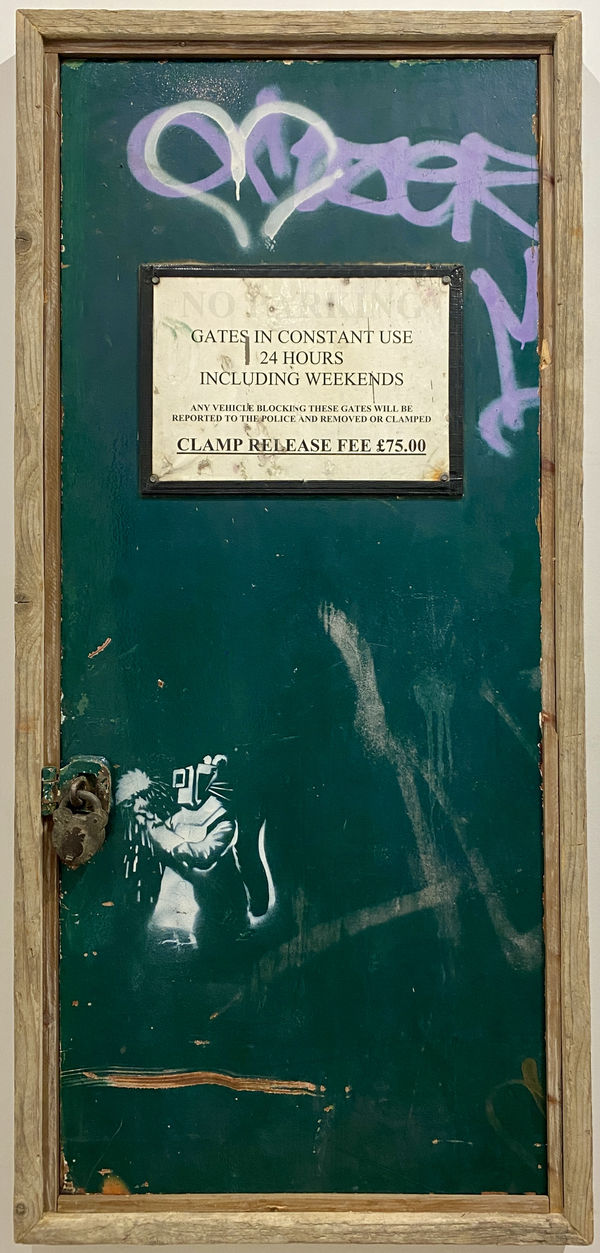 NO PARKING
GATES IN CONSTANT USE
24 HOURS
INCLUDING WEEKENDS
ANY VEHICLE BLOCKING THESE GATES WILL BE
REPORTED TO THE POLICE AND REMOVED OR CLAMPED
CLAMP RELEASE FEE £75.00